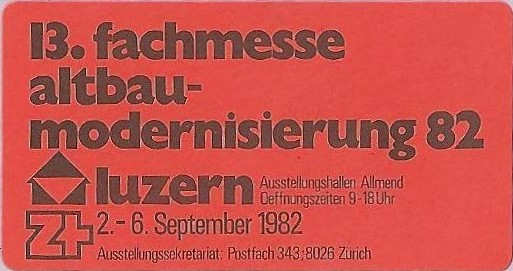 13. fachmesse
altbau-
modernisierung 82
luzern
Ausstellungshallen Allmend
Oeffnungszeiten 9-18 Uhr
2.-6. September 1982
Ausstellungssekretariat: Postfach 343, 8026 Zürich